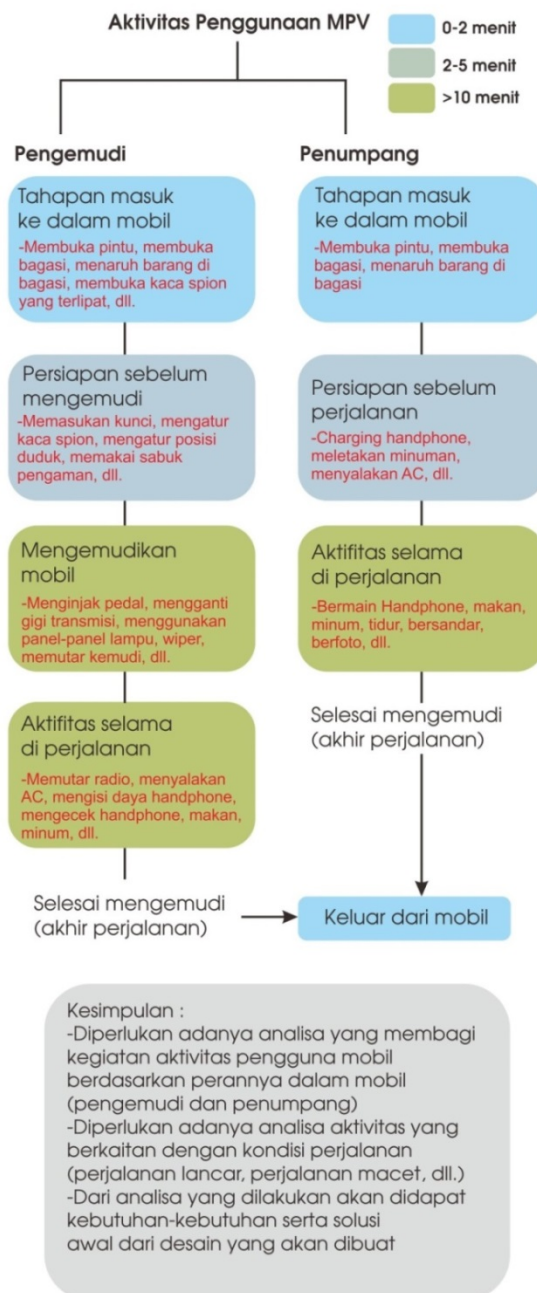 Aktivitas Penggunaan MPV
0-2 menit
2-5 menit
>10 menit
Pengemudi
Tahapan masuk
ke dalam mobil
-Membuka pintu, membuka
bagasi, menaruh barang di
bagasi, membuka kaca spion
yang terlipat, dll.
Persiapan sebelum
mengemudi
-Memasukan kunci, mengatur
kaca spion, mengatur posisi
duduk, memakai sabuk
pengaman, dll.
Mengemudikan
mobil
-Menginjak pedal, mengganti
gigi transmisi, menggunakan
panel-panel lampu, wiper,
memutar kemudi, dll.
Aktifitas selama
di perjalanan
-Memutar radio, menyalakan
AC, mengisi daya handphone,
mengecek handphone, makan,
minum, dll.
Selesai mengemudi
(akhir perjalanan)
Penumpang
Tahapan masuk
ke dalam mobil
-Membuka pintu, membuka
bagasi, menaruh barang di
bagasi
Persiapan sebelum
perjalanan
-Charging handphone,
meletakan minuman,
menyalakan AC, dll.
Aktifitas selama
di perjalanan
-Bermain Handphone, makan,
minum, tidur, bersandar,
berfoto, dll.
Selesai mengemudi
(akhir perjalanan)
Keluar dari mobil
Kesimpulan :
-Diperlukan adanya analisa yang membagi
kegiatan aktivitas pengguna mobil
berdasarkan perannya dalam mobil
(pengemudi dan penumpang)
-Diperlukan adanya analisa aktivitas yang
berkaitan dengan kondisi perjalanan
(perjalanan lancar, perjalanan macet, dll.)
-Dari analisa yang dilakukan akan didapat
kebutuhan-kebutuhan serta solusi
awal dari desain yang akan dibuat